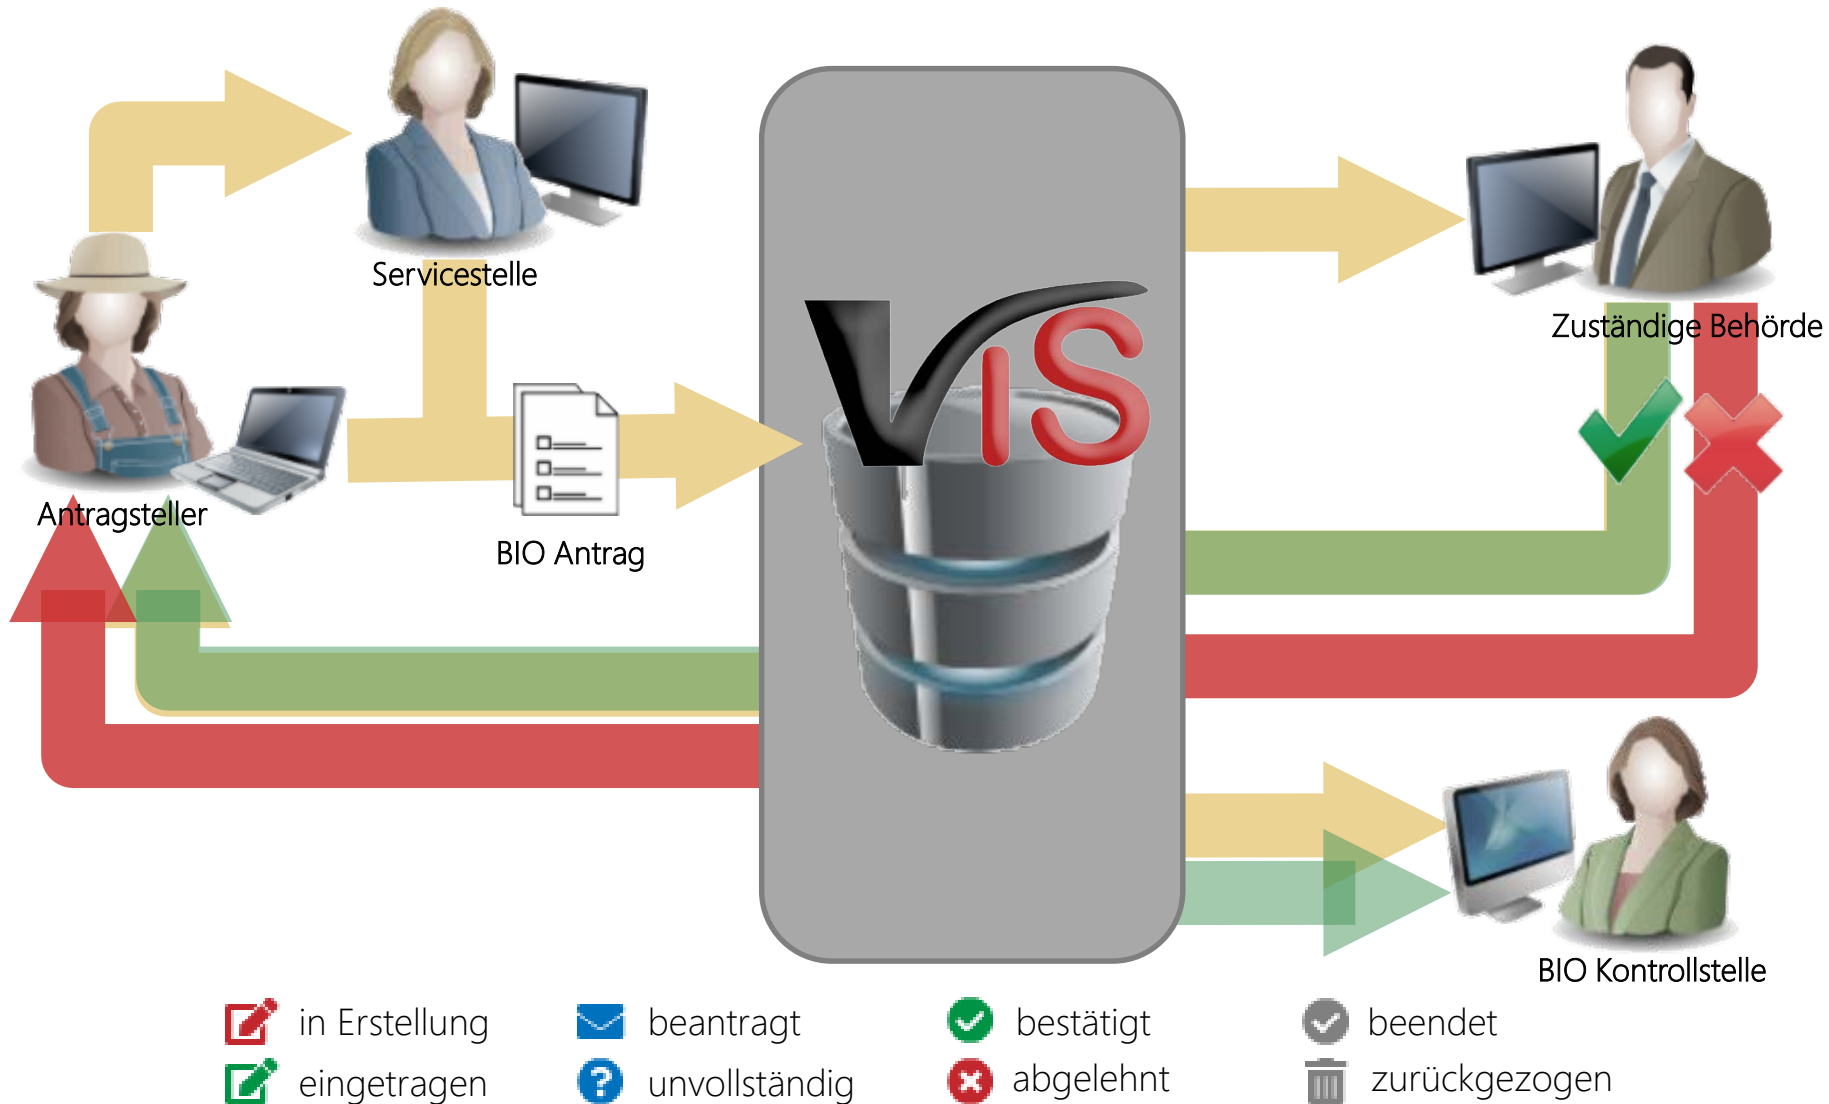 Servicestelle
Zuständige Behörde
VIS
Antragsteller
BIO Antrag
BIO Kontrollstelle
in Erstellung
beantragt
bestätigt
beendet
eingetragen
? unvollständig
abgelehnt
zurückgezogen